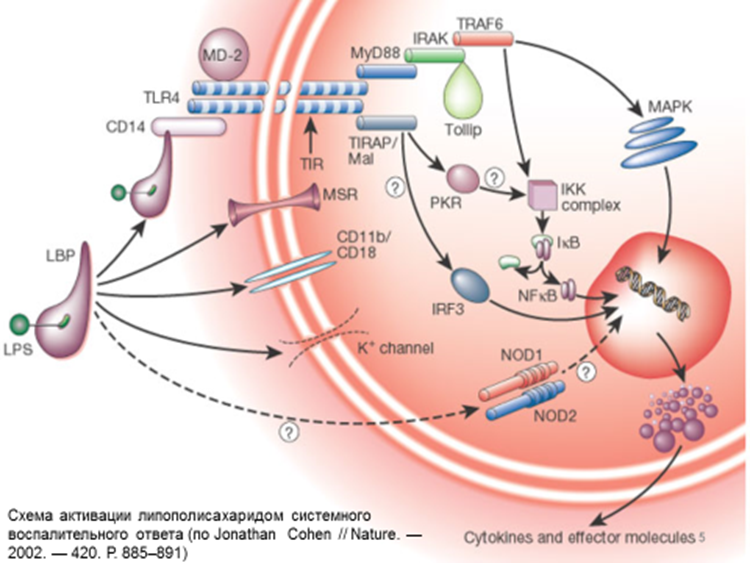 TRAF6
IRAK
MyD88
MD-2
MAPK
TLR4
CD14
Tollip
TIRAP/
Mal
TIR
?
?
PKR
IKK
complex
MSR
LBP
CD11b/
CD18
IκB
NFκB
IRF3
LPS
K+ channel
NOD1
?
NOD2
?
Схема активации липополисахаридом системного
воспалительного ответа (по Jonathan Cohen // Nature. —
2002. — 420. P. 885–891)
Cytokines and effector molecules 5